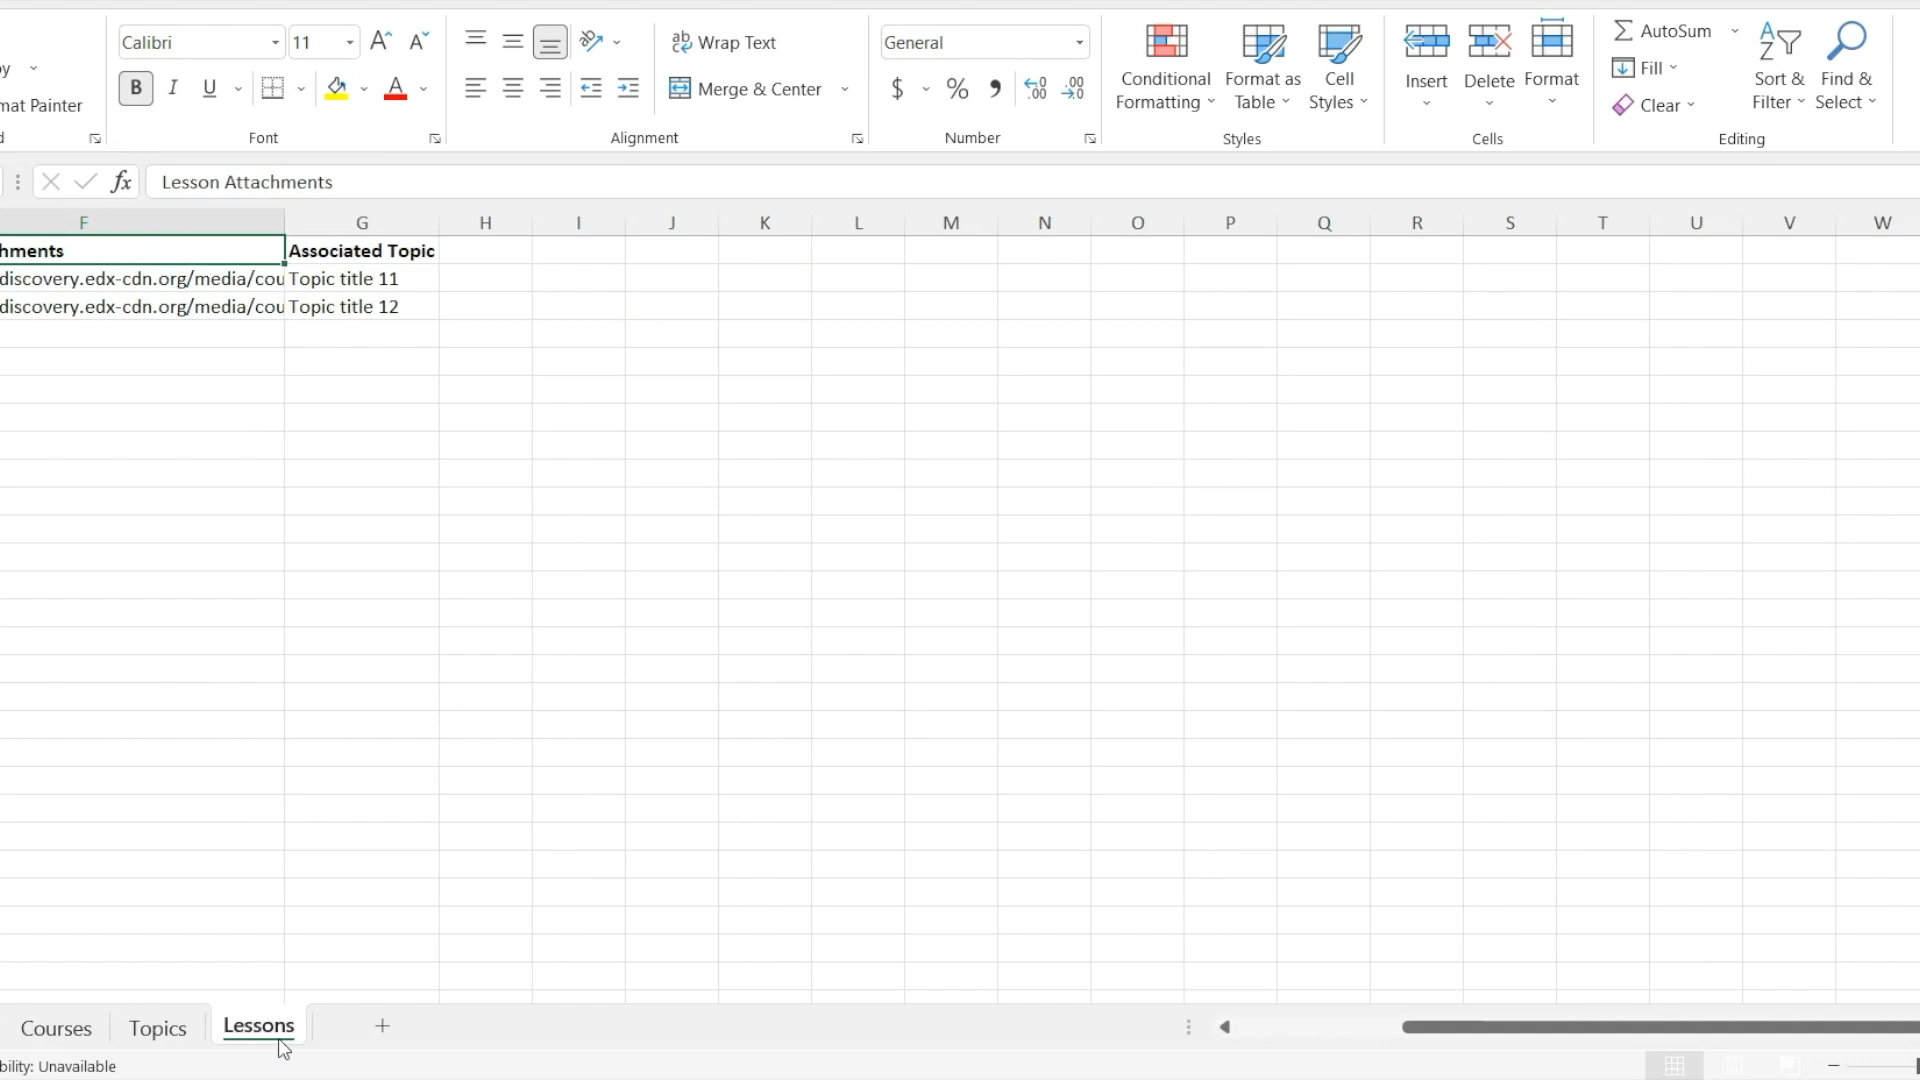 Calibri 11 Wrap Text General Conditional Formatting Format as Table Cell Styles Insert Delete Format AutoSum Fill Clear Sort & Filter Find & Select
B I U A Merge & Center $ % ,
mat Painter
Font Alignment Number Styles Cells Editing
fx Lesson Attachments
F G H I J K L M N O P Q R S T U V W
hments Associated Topic
discovery.edx-cdn.org/media/cou Topic title 11
discovery.edx-cdn.org/media/cou Topic title 12
Courses Topics Lessons +
bility: Unavailable